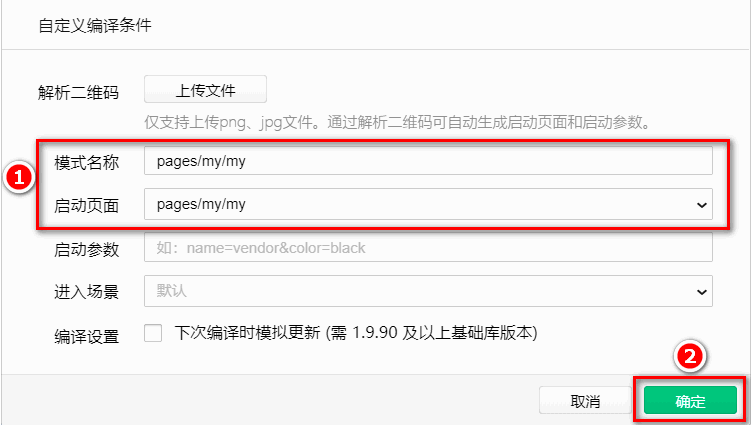 自定义编译条件
解析二维码 上传文件
仅支持上传png、jpg文件。通过解析二维码可自动生成启动页面和启动参数。
1
模式名称 pages/my/my
启动页面 pages/my/my
启动参数 如：name=vendor&color=black
进入场景 默认
编译设置 下次编译时模拟更新 (需 1.9.90 及以上基础库版本)
2
取消 确定